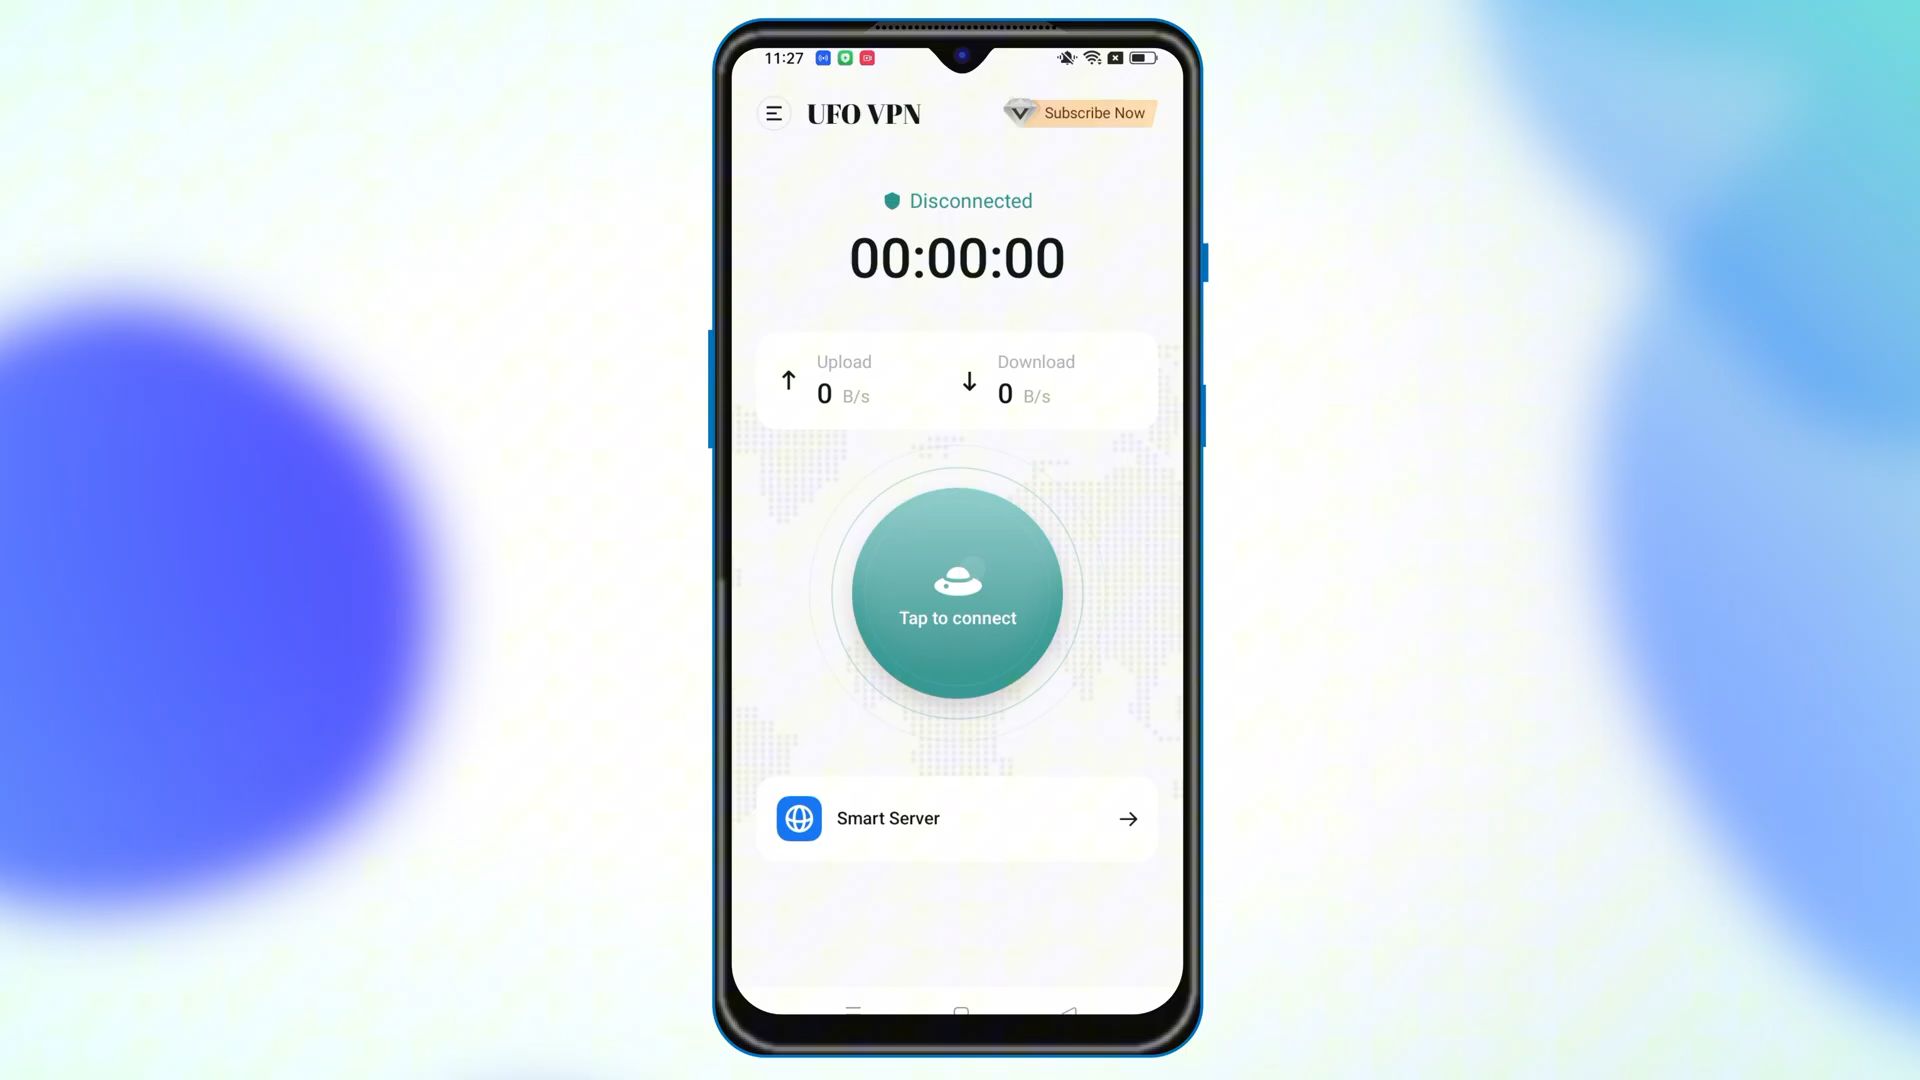 11:27
UFO VPN
Subscribe Now
Disconnected
00:00:00
Upload
0 B/s
Download
0 B/s
Tap to connect
Smart Server